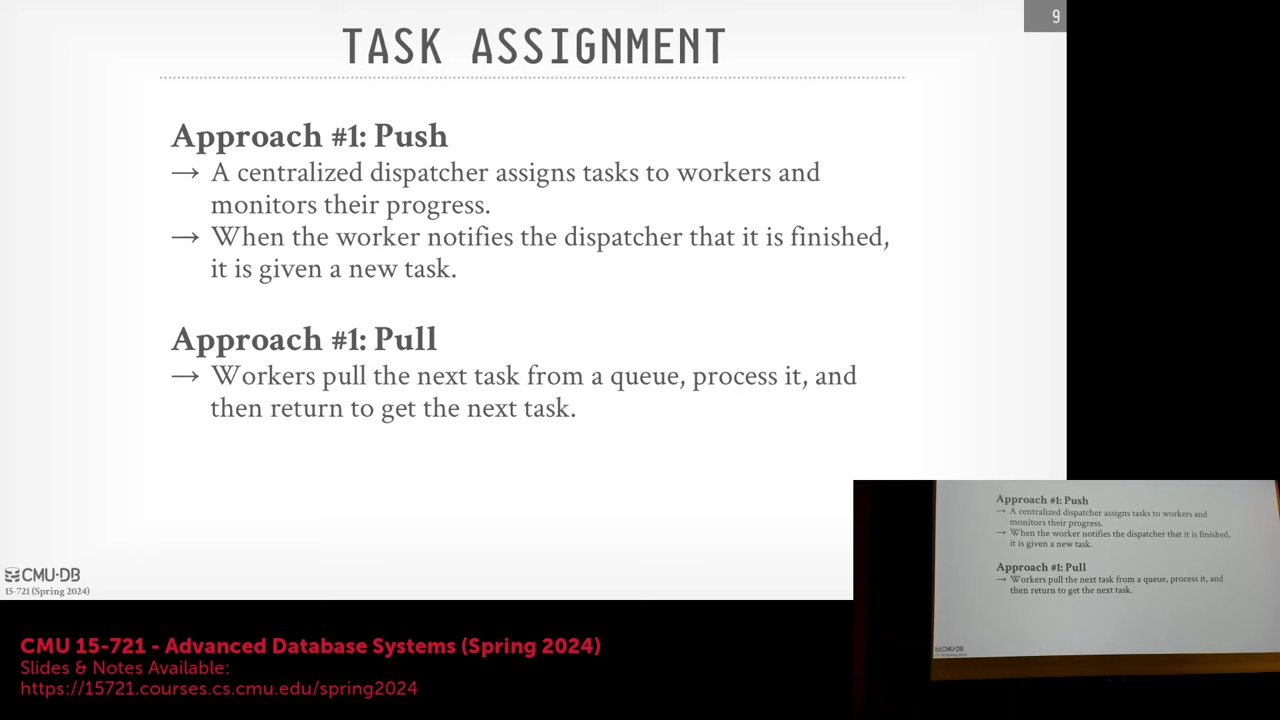 9
TASK ASSIGNMENT
Approach #1: Push
→ A centralized dispatcher assigns tasks to workers and
monitors their progress.
→ When the worker notifies the dispatcher that it is finished,
it is given a new task.
Approach #1: Pull
→ Workers pull the next task from a queue, process it, and
then return to get the next task.
CMU·DB
15-721 (Spring 2024)
Approach #1: Push
→ A centralized dispatcher assigns tasks to workers and
monitors their progress.
→ When the worker notifies the dispatcher that it is finished,
it is given a new task.
Approach #1: Pull
→ Workers pull the next task from a queue, process it, and
then return to get the next task.
CMU·DB
CMU 15-721 - Advanced Database Systems (Spring 2024)
Slides & Notes Available:
https://15721.courses.cs.cmu.edu/spring2024